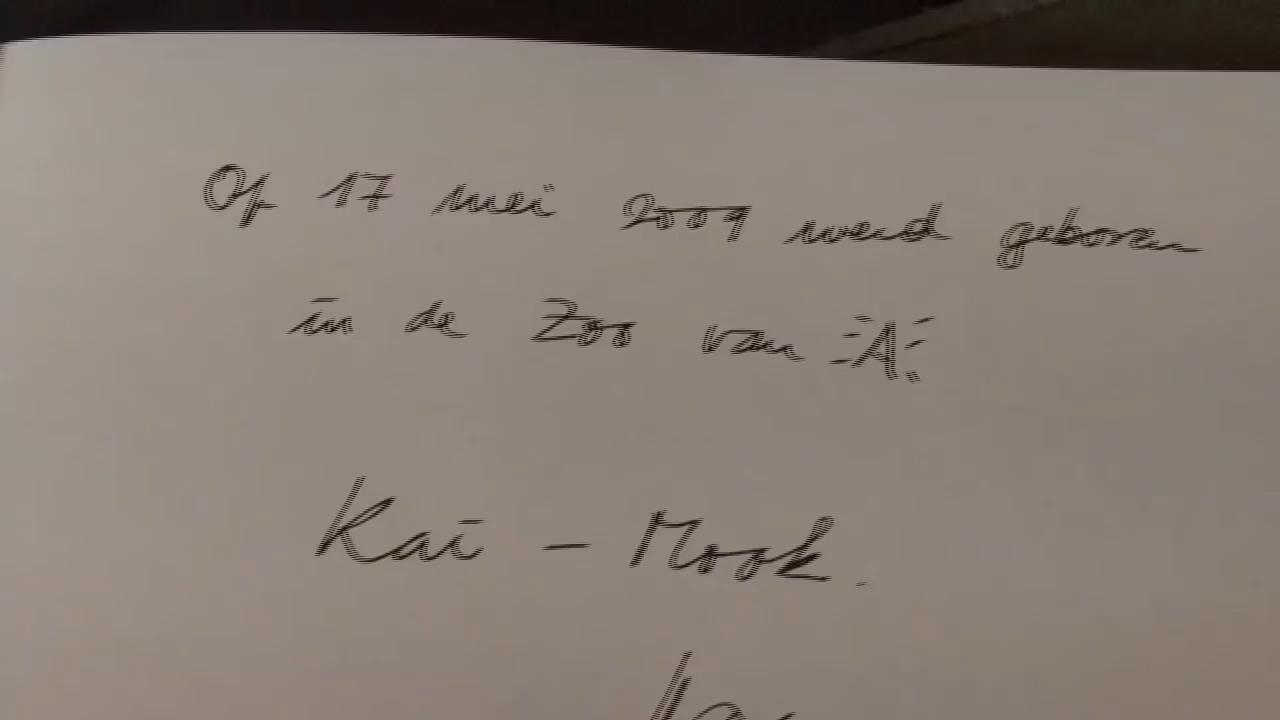 Op 17 mei 2009 werd geboren
in de Zoo van A
Kai - Mook.